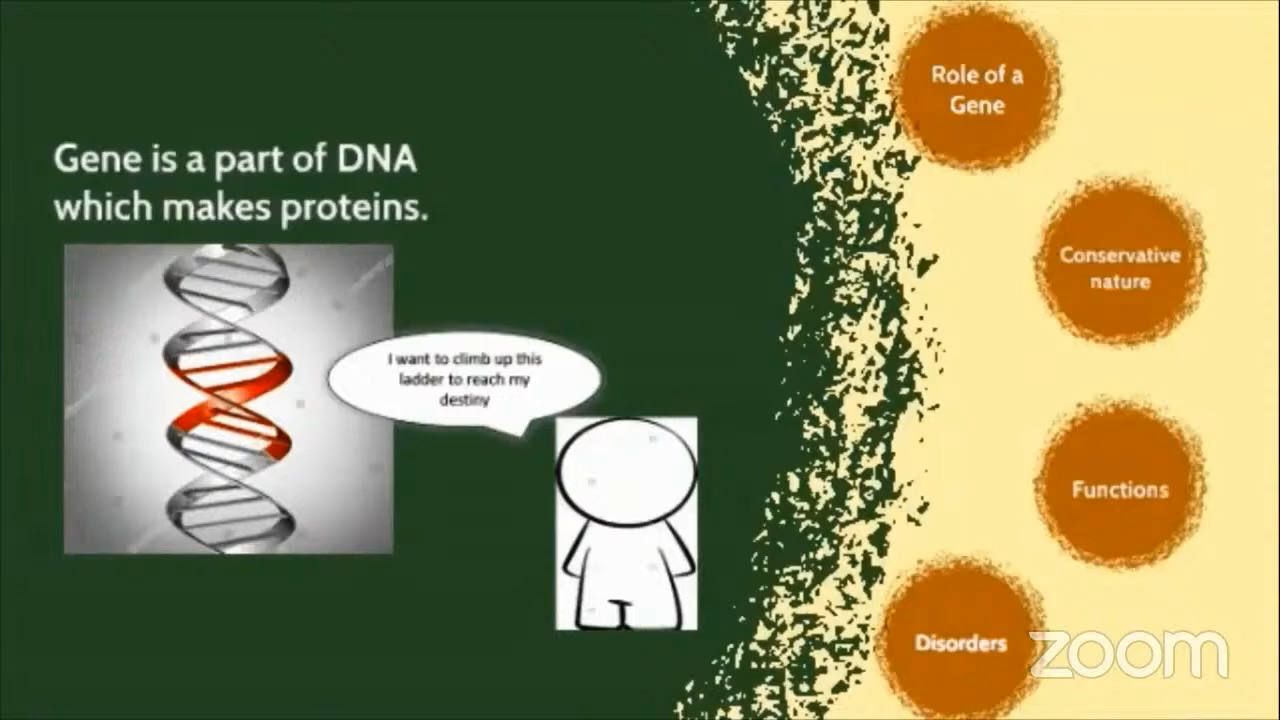 Gene is a part of DNA
which makes proteins.
I want to climb up this
ladder to reach my
destiny
Role of a
Gene
Conservative
nature
Functions
Disorders
zoom